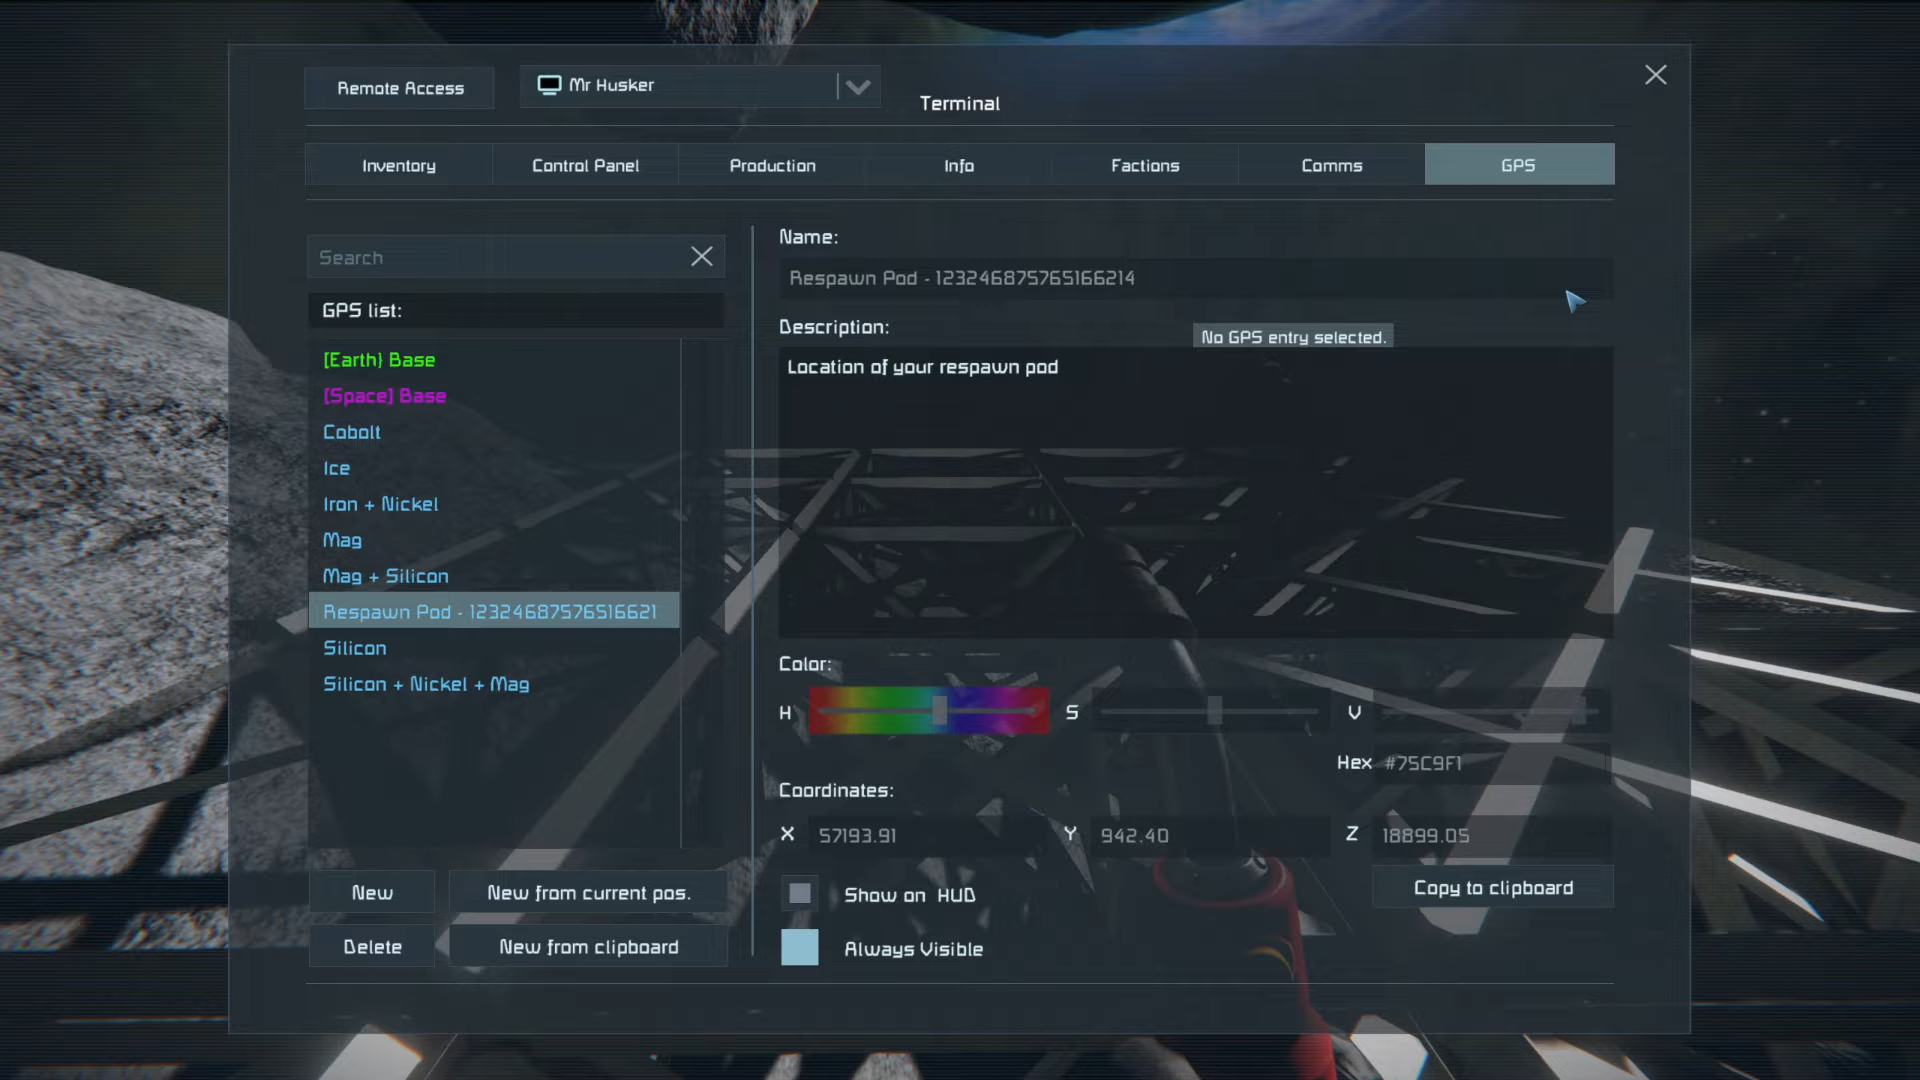 Remote Access
Mr Husker
Terminal
Inventory
Control Panel
Production
Info
Factions
Comms
GPS
Search
GPS list:
[Earth} Base
[Space] Base
Cobolt
Ice
Iron + Nickel
Mag
Mag + Silicon
Respawn Pod - 12324687576516621
Silicon
Silicon + Nickel + Mag
New
New from current pos.
Delete
New from clipboard
Name:
Respawn Pod - 123246875765166214
Description:
No GPS entry selected.
Location of your respawn pod
Color:
H
S
V
Hex #75C9F1
Coordinates:
X 57193.91
Y 942.40
Z 18899.05
Show on HUD
Copy to clipboard
Always Visible